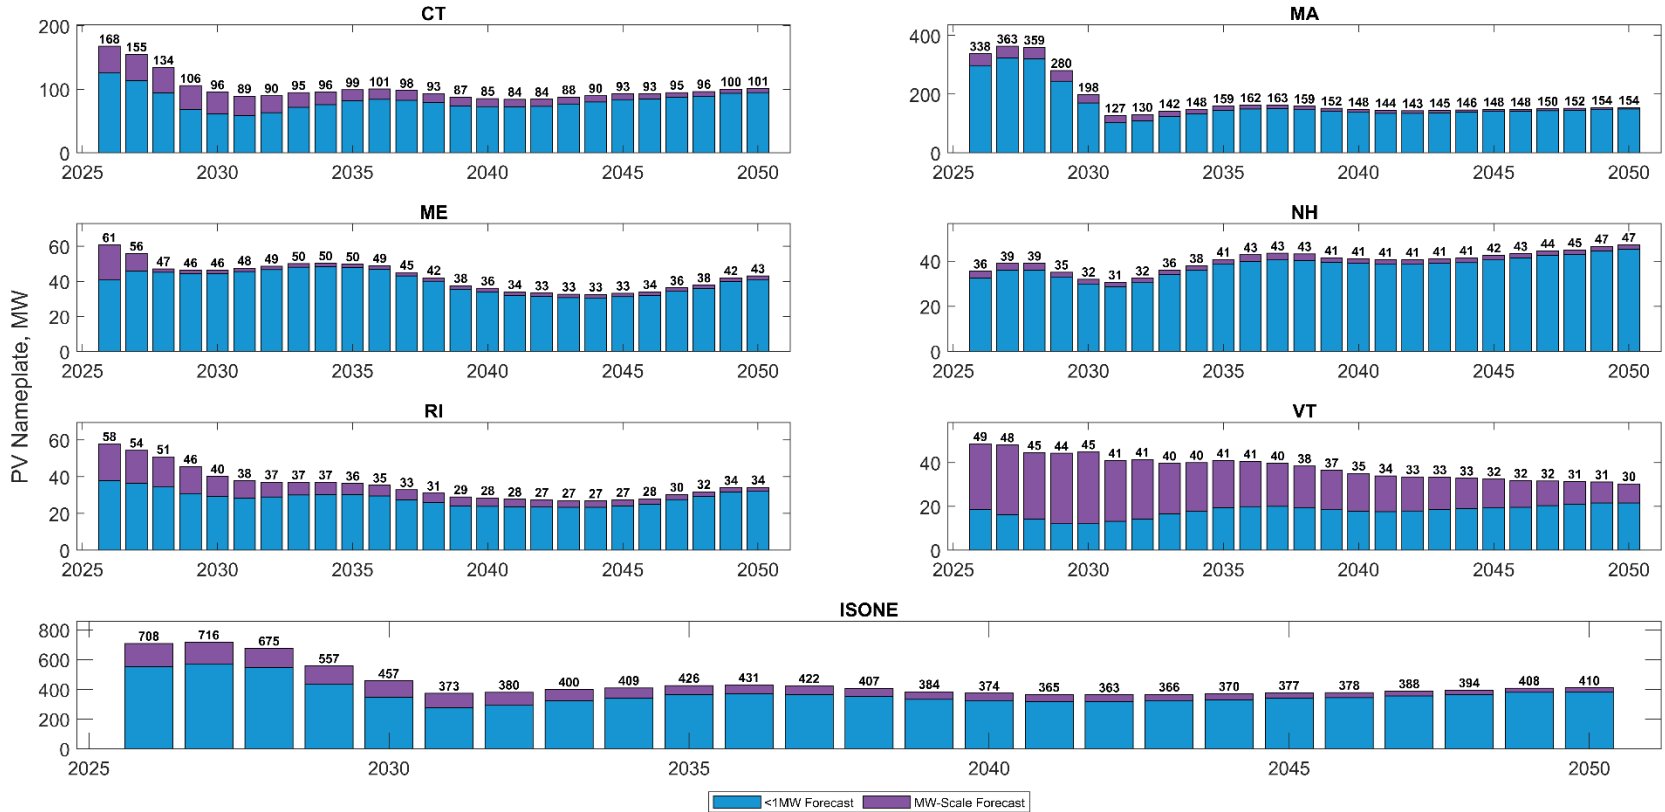 CT
MA
200
100
0
168 155 134 106 96 89 90 95 96 99 101 98 93 87 85 84 84 88 90 93 93 95 96 100 101
2025 2030 2035 2040 2045 2050
400
200
0
338 363 359 280 198 127 130 142 148 159 162 163 159 152 148 144 143 145 146 148 148 150 152 154 154
2025 2030 2035 2040 2045 2050
PV Nameplate, MW
ME
NH
60
40
20
0
61 56 47 46 46 48 49 50 50 50 49 45 42 38 36 34 33 33 33 33 34 36 38 42 43
2025 2030 2035 2040 2045 2050
40
20
0
36 39 39 35 32 31 32 36 38 41 43 43 43 41 41 41 41 41 41 42 43 44 45 47 47
2025 2030 2035 2040 2045 2050
RI
VT
60
40
20
0
58 54 51 46 40 38 37 37 37 36 35 33 31 29 28 28 27 27 27 27 28 30 32 34 34
2025 2030 2035 2040 2045 2050
40
20
0
49 48 45 44 45 41 41 40 40 41 41 40 38 37 35 34 33 33 33 32 32 32 31 31 30
2025 2030 2035 2040 2045 2050
ISONE
800
600
400
200
0
708 716 675 557 457 373 380 400 409 426 431 422 407 384 374 365 363 366 370 377 378 388 394 408 410
2025 2030 2035 2040 2045 2050
<1MW Forecast MW-Scale Forecast